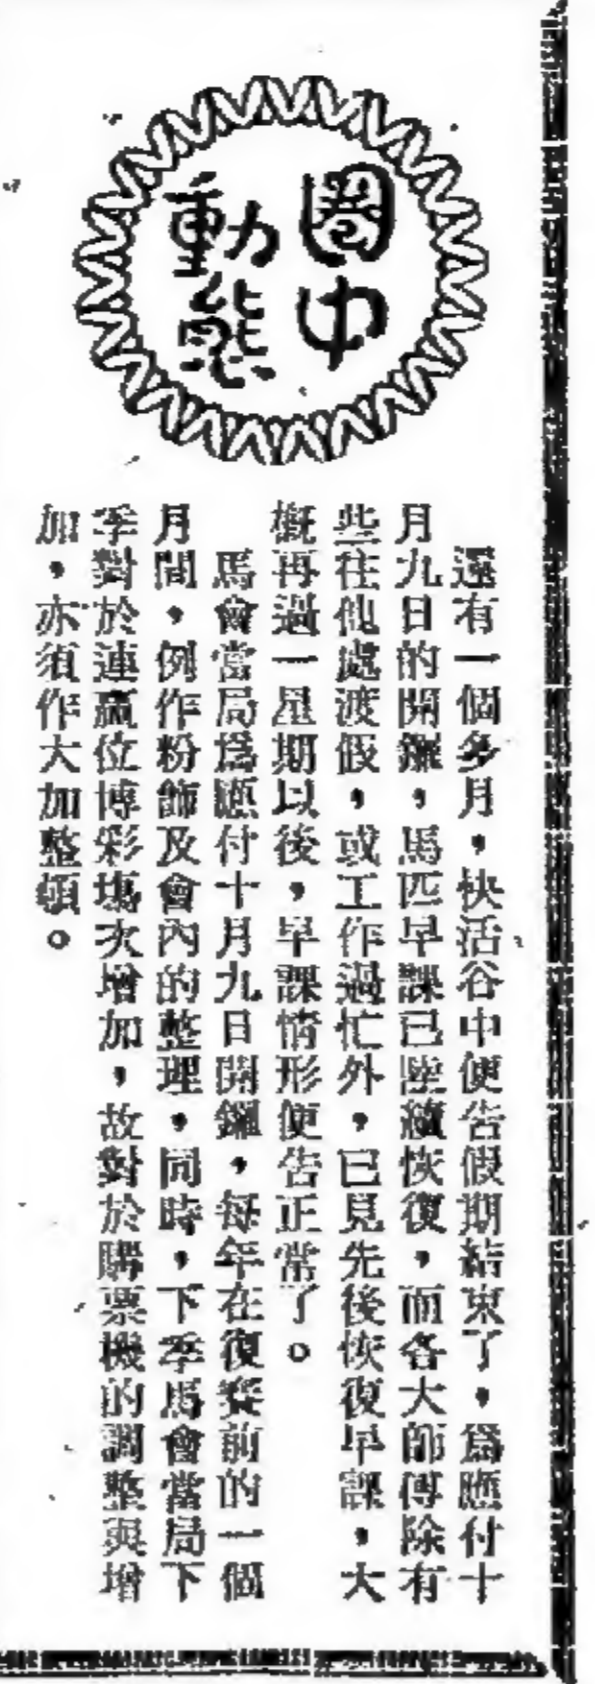 圈中
動態
還有一個多月，快活谷中便告假期結束了，爲應付十
月九日的開鑼，馬匹早課已陸續恢復，而各大師傅除有
些往他處渡假，或工作過忙外，已見先後恢復早課，大
概再過一星期以後，早課情形便告正常了。
馬會當局爲應付十月九日開鑼，每年在復賽前的一個
月間，例作粉飾及會內的整理，同時，下季馬會當局下
季對於連贏位博彩塲次增加，故對於購票機的調整與增
加，亦須作大加整頓。